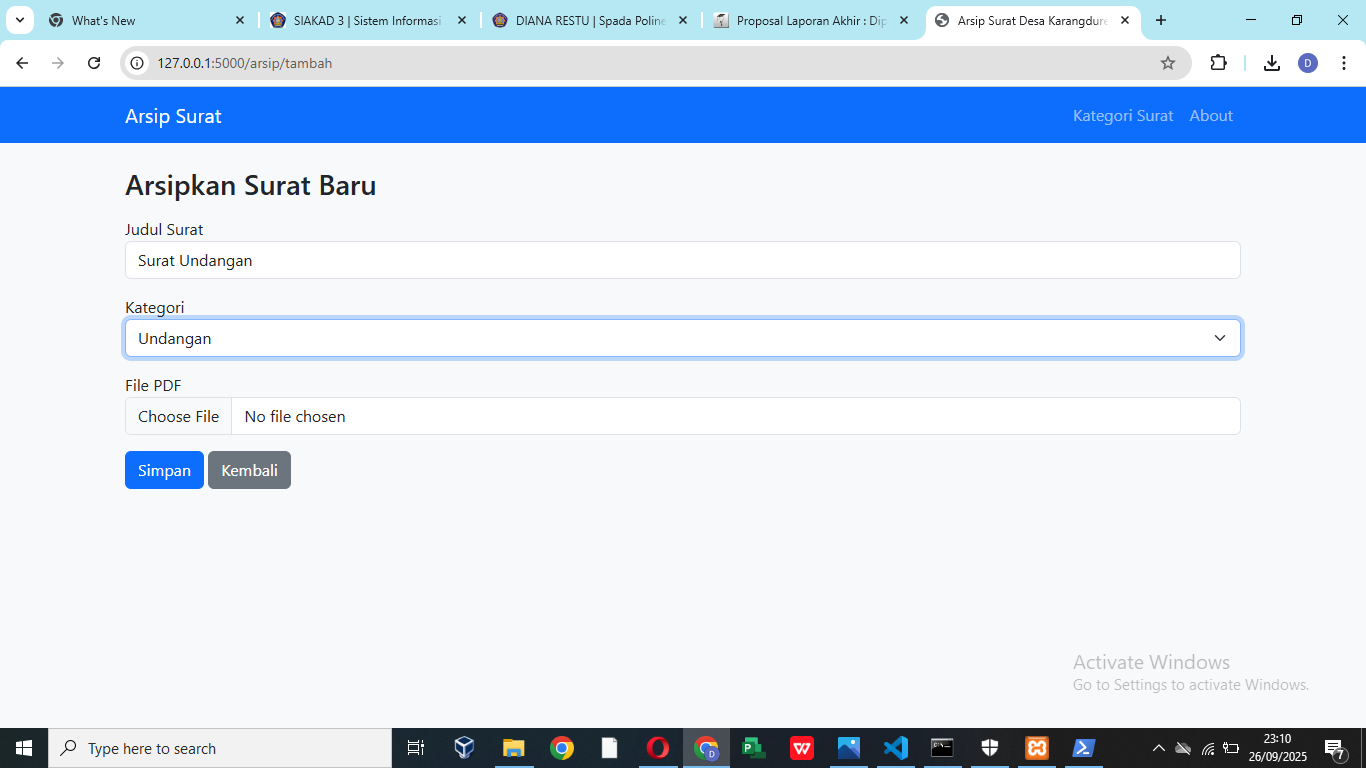 What's New
SIAKAD 3 | Sistem Informasi
DIANA RESTU | Spada Poline
Proposal Laporan Akhir : Dip
Arsip Surat Desa Karangdure
127.0.0.1:5000/arsip/tambah
D
Arsip Surat
Kategori Surat
About
Arsipkan Surat Baru
Judul Surat
Surat Undangan
Kategori
Undangan
File PDF
Choose File
No file chosen
Simpan
Kembali
Activate Windows
Go to Settings to activate Windows.
Type here to search
23:10
26/09/2025
7